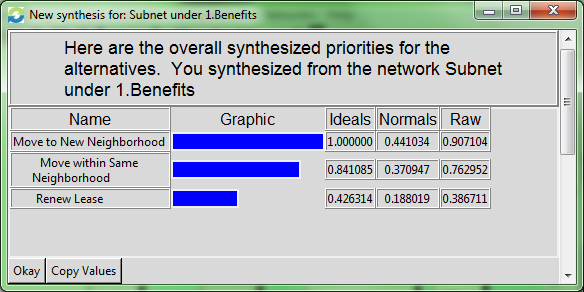 New synthesis for: Subnet under 1.Benefits
Here are the overall synthesized priorities for the
alternatives. You synthesized from the network Subnet
under 1.Benefits
Name Graphic Ideals Normals Raw
Move to New Neighborhood 1.000000 0.441034 0.907104
Move within Same
Neighborhood 0.841085 0.370947 0.762952
Renew Lease 0.426314 0.188019 0.386711
Okay Copy Values